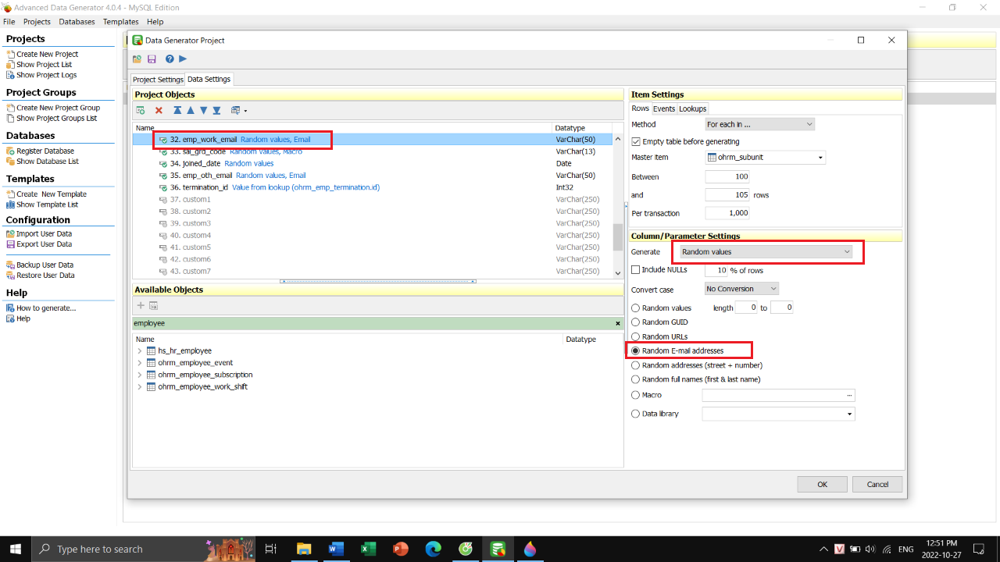 Advanced Data Generator 4.0.4 - MySQL Edition
File Projects Databases Templates Help
Projects
Create New Project
Show Project List
Show Project Logs
Project Groups
Create New Project Group
Show Project Groups List
Databases
Register Database
Show Database List
Templates
Create New Template
Show Template List
Configuration
Import User Data
Export User Data
Backup User Data
Restore User Data
Help
How to generate...
Help
Data Generator Project
Project Settings Data Settings
Project Objects
Name Datatype
32. emp_work_email Random values, Email VarChar(50)
33. sal_grd_code Random values, Macro VarChar(13)
34. joined_date Random values Date
35. emp_oth_email Random values, Email VarChar(50)
36. termination_id Value from lookup (ohrm_emp_termination.id) Int32
37. custom1 VarChar(250)
38. custom2 VarChar(250)
39. custom3 VarChar(250)
40. custom4 VarChar(250)
41. custom5 VarChar(250)
42. custom6 VarChar(250)
43. custom7 VarChar(250)
Available Objects
employee
Name Datatype
hs_hr_employee
ohrm_employee_event
ohrm_employee_subscription
ohrm_employee_work_shift
Item Settings
Rows Events Lookups
Method For each in ...
Empty table before generating
Master item ohrm_subunit
Between 100
and 105 rows
Per transaction 1,000
Column/Parameter Settings
Generate Random values
Include NULLs 10 % of rows
Convert case No Conversion
Random values length 0 to 0
Random GUID
Random URLs
Random E-mail addresses
Random addresses (street + number)
Random full names (first & last name)
Macro ...
Data library
OK Cancel
Type here to search
ENG
12:51 PM
2022-10-27